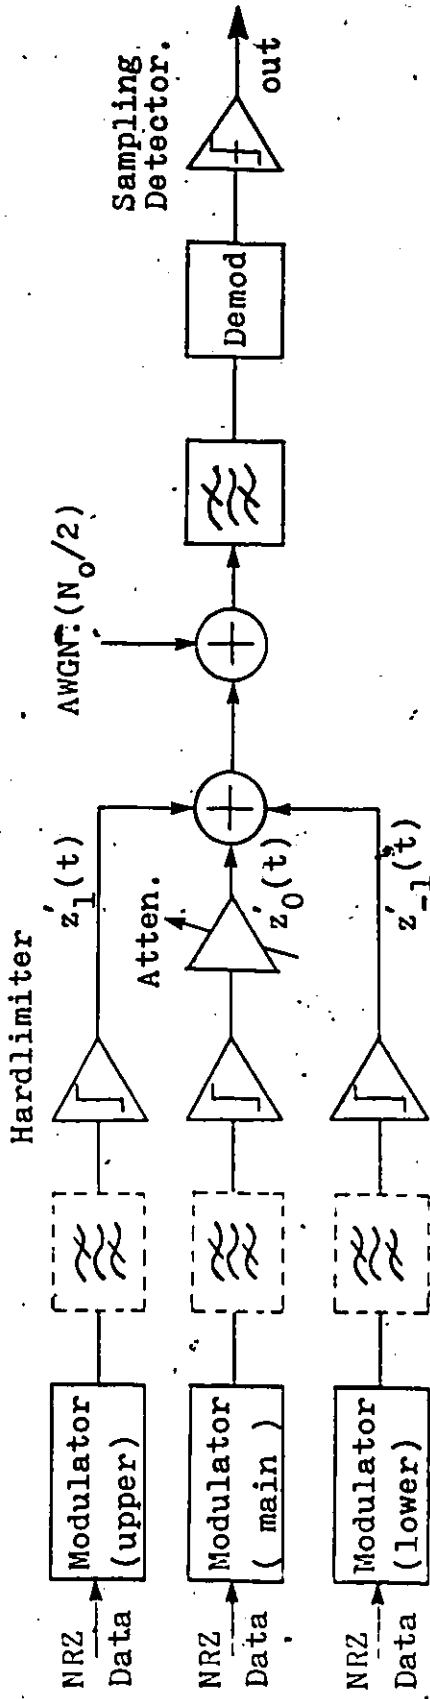 NRZ
Data
Modulator
(upper)
Hardlimiter
z'1(t)
NRZ
Data
Modulator
( main )
Atten.
z'0(t)
AWGN:(No/2)
Demod
Sampling
Detector.
out
NRZ
Data
Modulator
(lower)
z'-1(t)